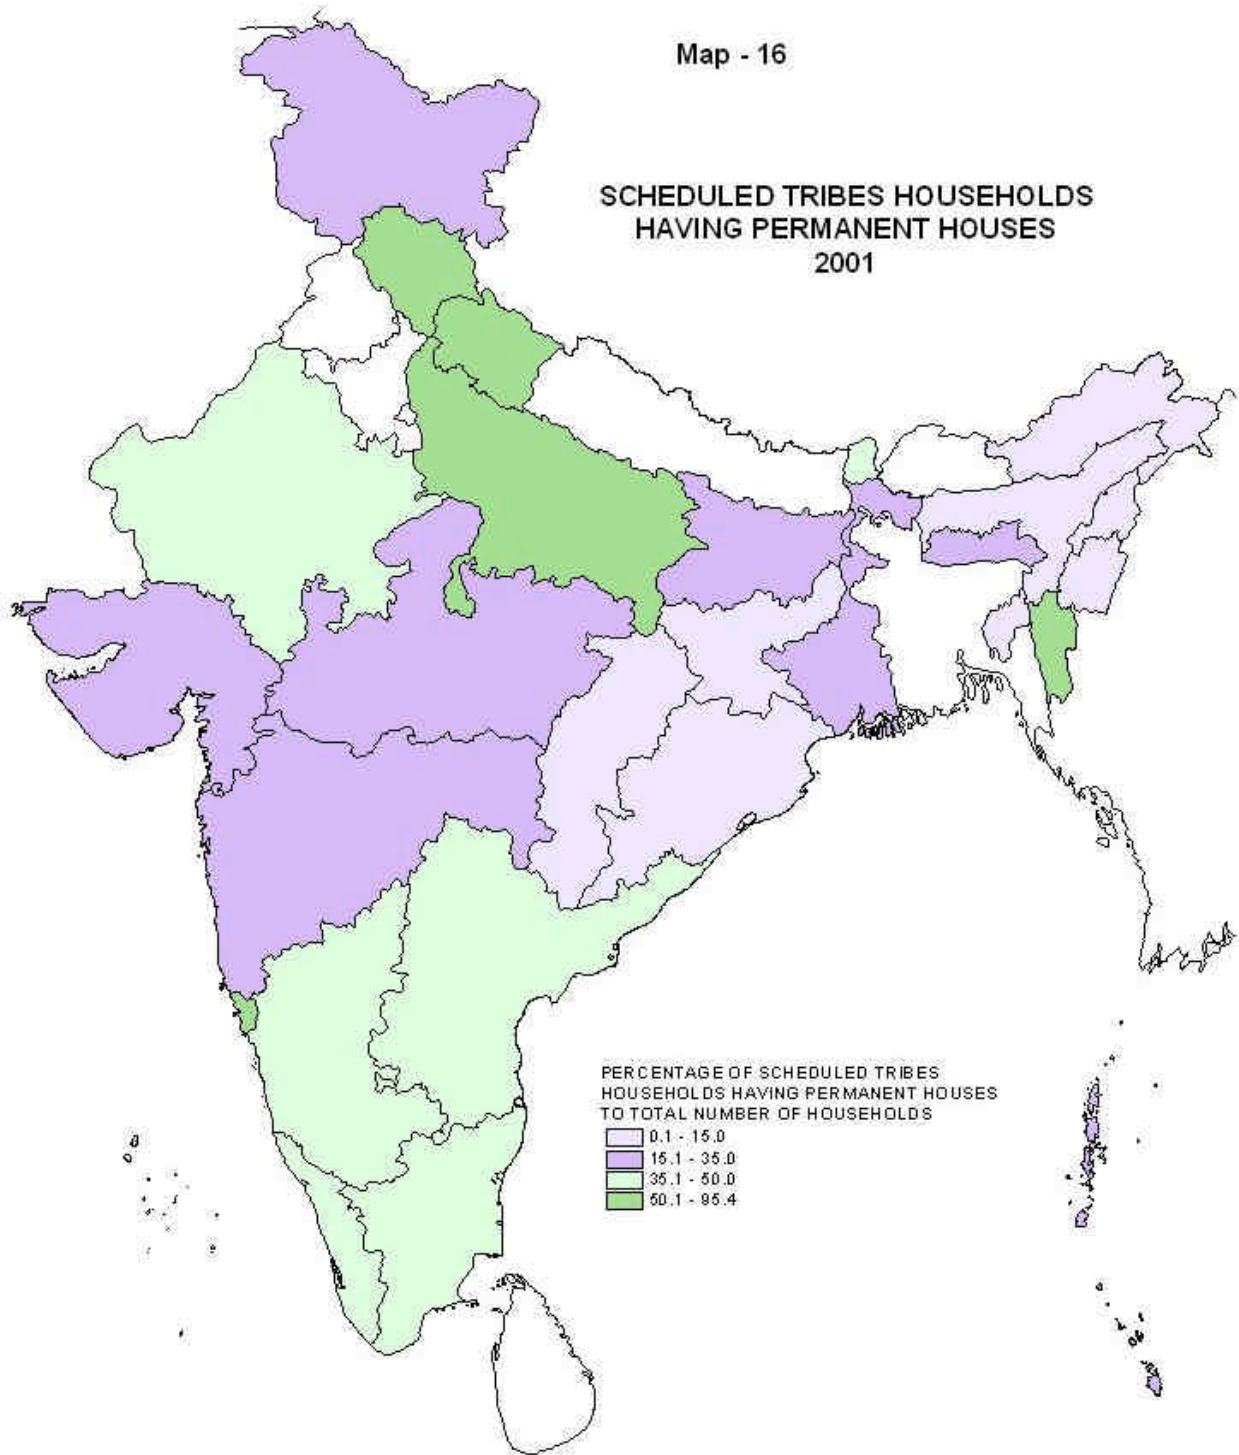 Map - 16
SCHEDULED TRIBES HOUSEHOLDS
HAVING PERMANENT HOUSES
2001
PERCENTAGE OF SCHEDULED TRIBES
HOUSEHOLDS HAVING PERMANENT HOUSES
TO TOTAL NUMBER OF HOUSEHOLDS
0.1 - 15.0
15.1 - 35.0
35.1 - 50.0
50.1 - 95.4